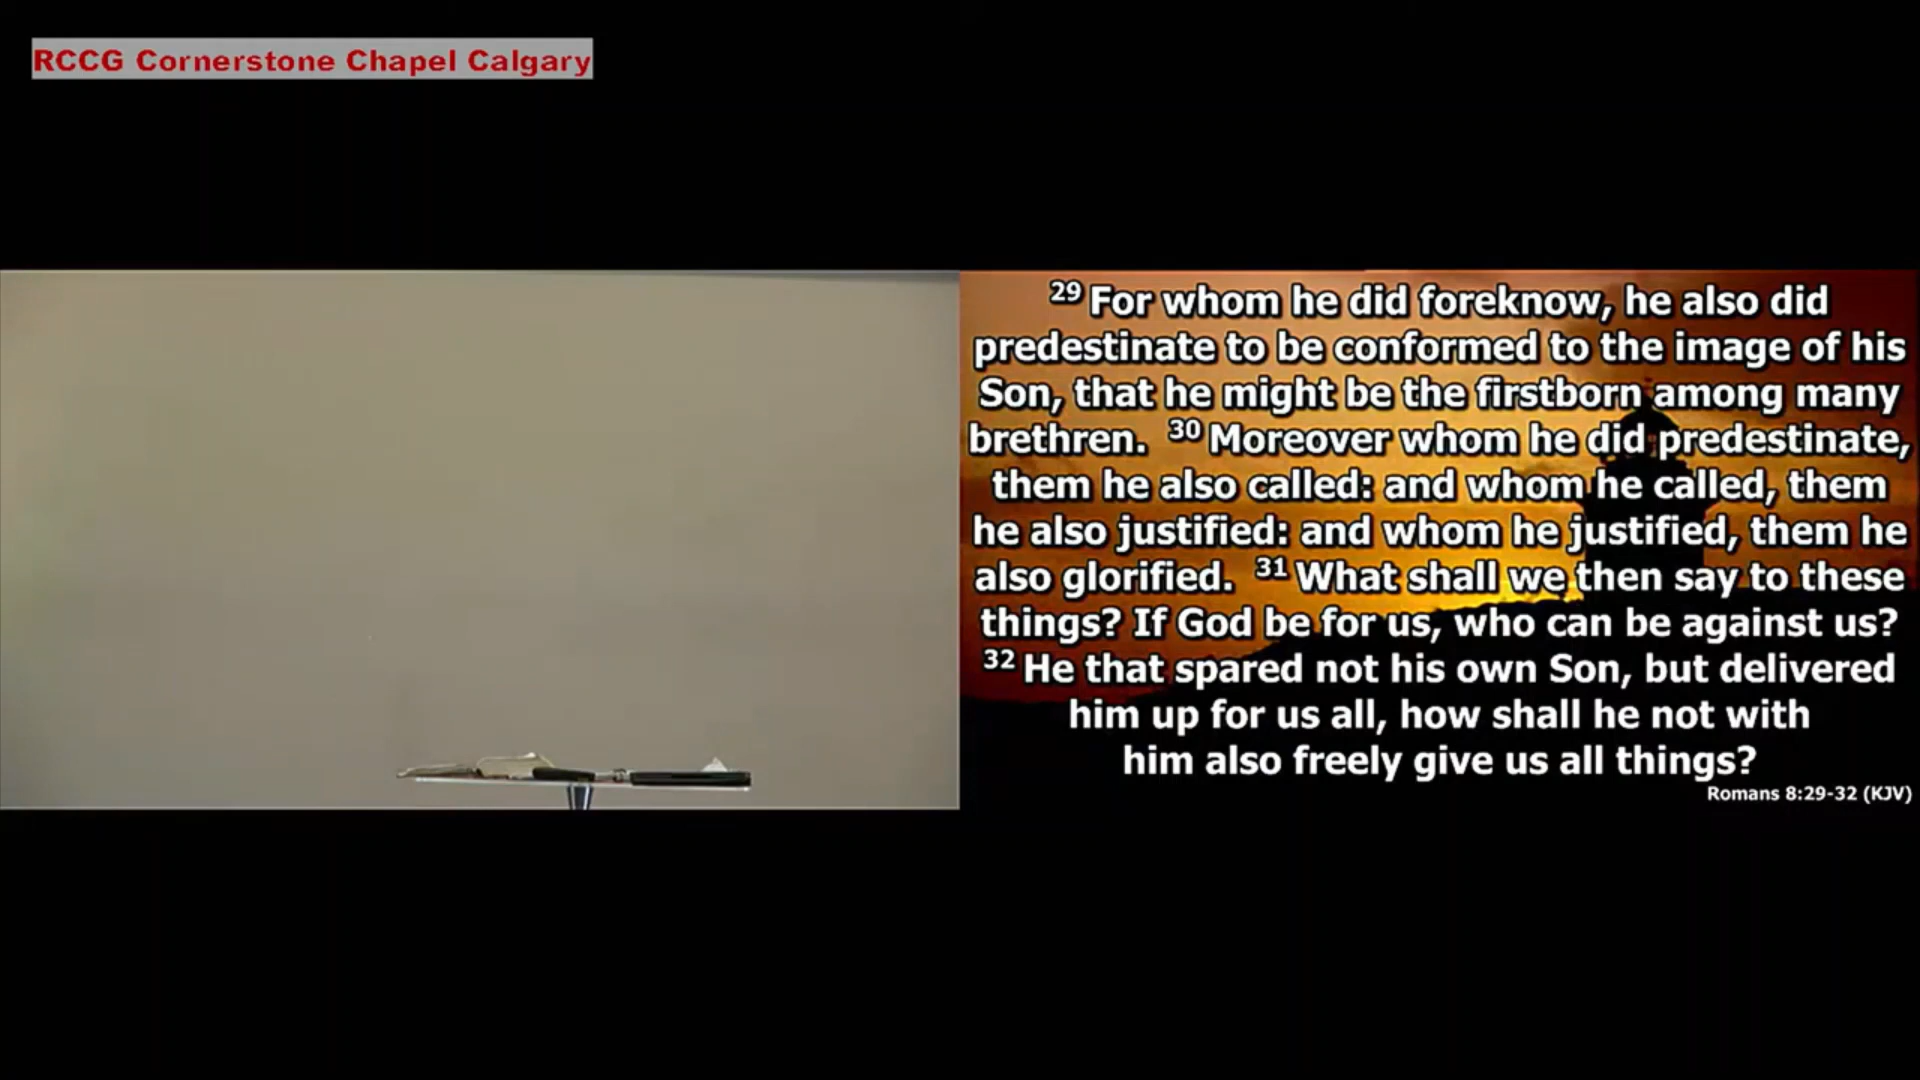 RCCG Cornerstone Chapel Calgary
29 For whom he did foreknow, he also did
predestinate to be conformed to the image of his
Son, that he might be the firstborn among many
brethren. 30 Moreover whom he did predestinate,
them he also called: and whom he called, them
he also justified: and whom he justified, them he
also glorified. 31 What shall we then say to these
things? If God be for us, who can be against us?
32 He that spared not his own Son, but delivered
him up for us all, how shall he not with
him also freely give us all things?
Romans 8:29-32 (KJV)